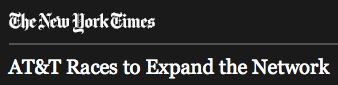 The New York Times
AT&T Races to Expand the Network